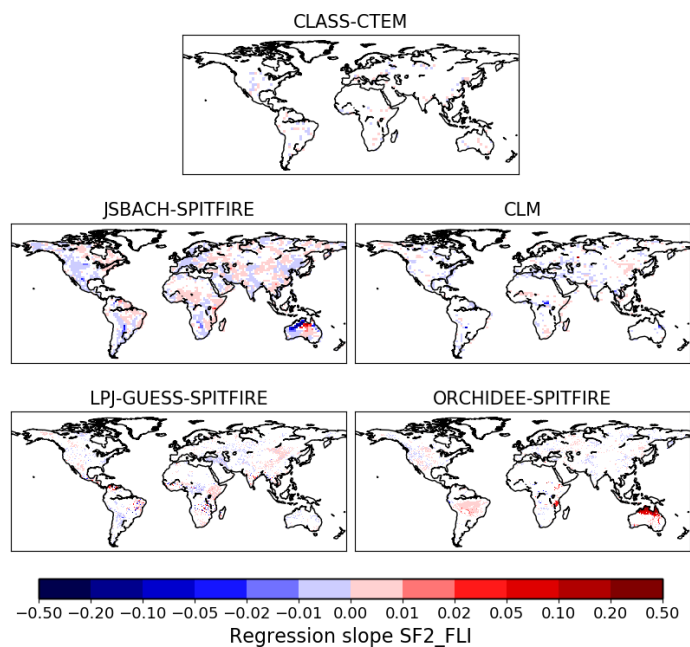 CLASS-CTEM
JSBACH-SPITFIRE
CLM
LPJ-GUESS-SPITFIRE
ORCHIDEE-SPITFIRE
−0.50 −0.20 −0.10 −0.05 −0.02 −0.01 0.00 0.01 0.02 0.05 0.10 0.20 0.50
Regression slope SF2_FLI